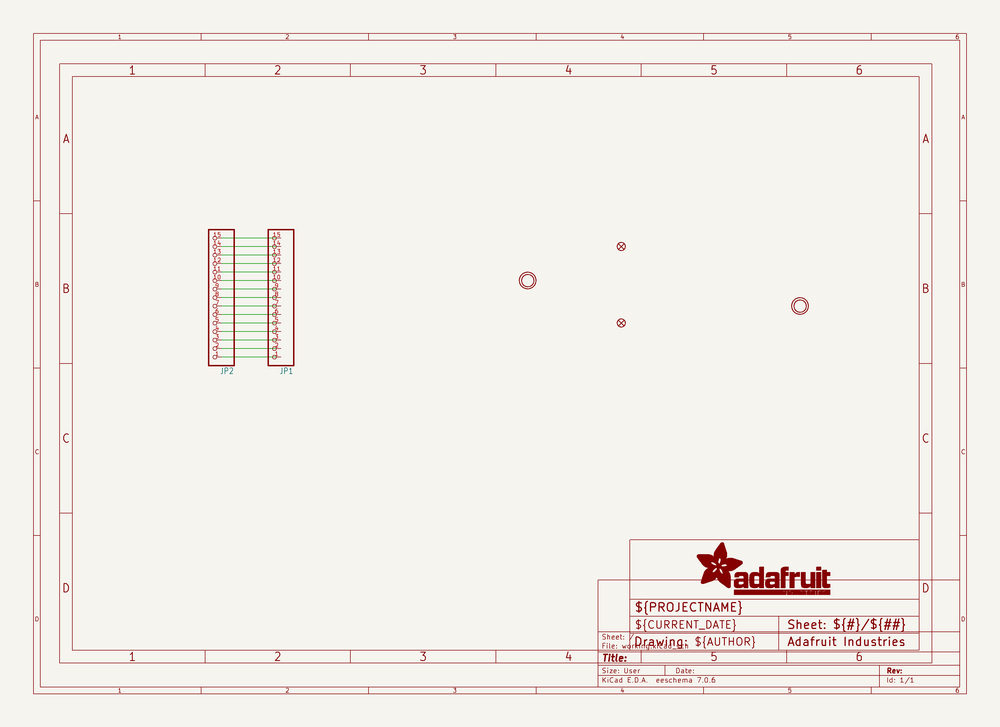 1 2 3 4 5 6
1 2 3 4 5 6
A A A A
15 15
14 14
13 13
12 12
11 11
10 10
9 9
B 8 8 B
B B
7 7
6 6
5 5
4 4
3 3
2 2
1 1
JP2 JP1
C C
C C
adafruit
D D
D D
${PROJECTNAME}
${CURRENT_DATE} Sheet: ${#}/${##}
Sheet: /
Drawing: ${AUTHOR} Adafruit Industries
File: working.kicad_sch
Title:
1 2 3 4 5 6
Size: User Date: Rev:
KiCad E.D.A. eeschema 7.0.6 Id: 1/1
1 2 3 4 5 6